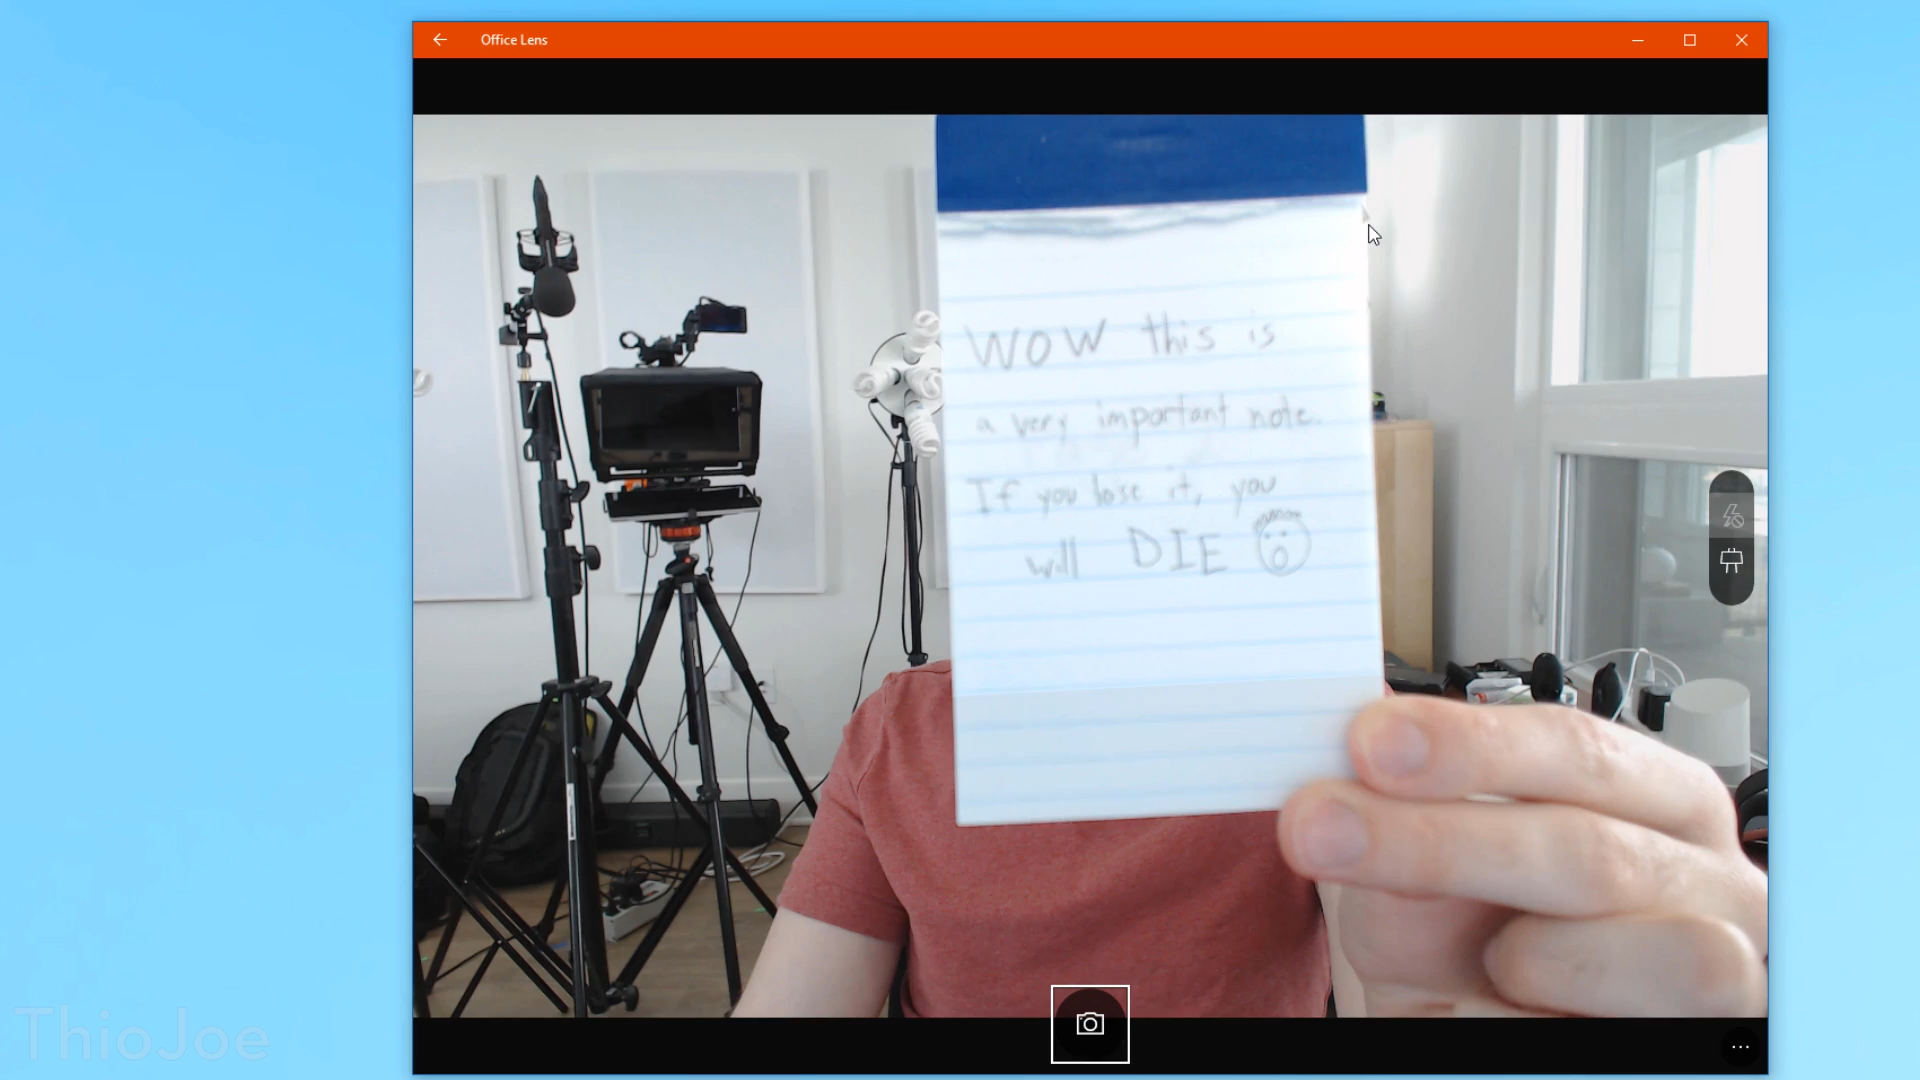 Office Lens
WOW this is
a very important note.
If you lose it, you
will DIE
ThioJoe